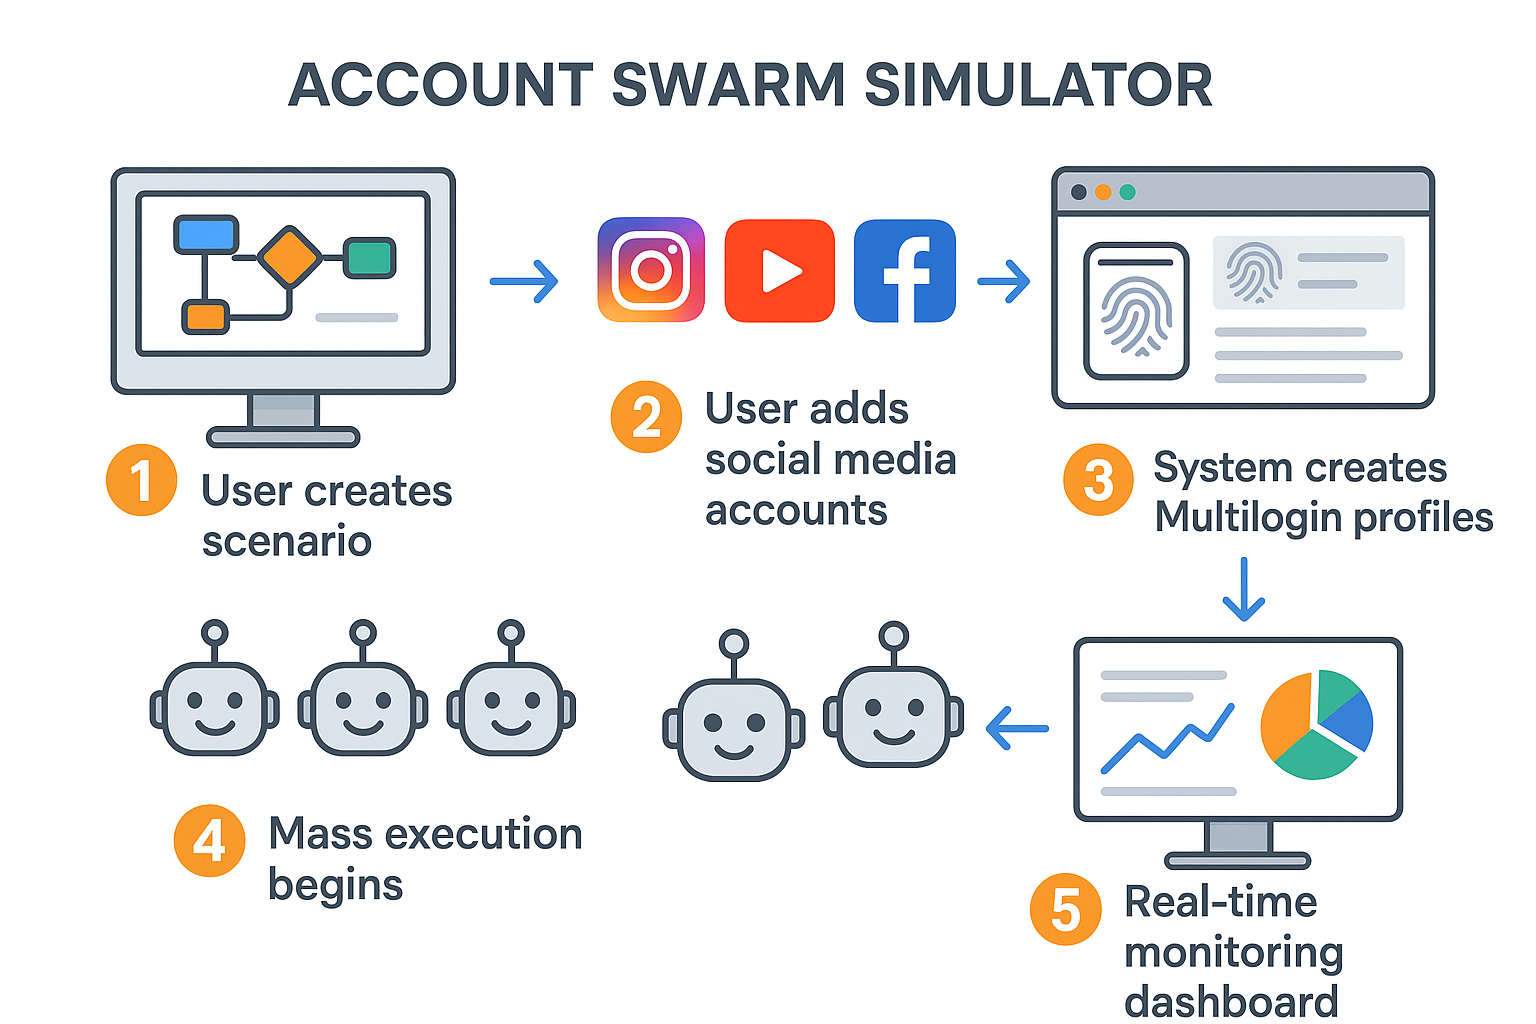 ACCOUNT SWARM SIMULATOR
1 User creates
scenario
2 User adds
social media
accounts
3 System creates
Multilogin profiles
4 Mass execution
begins
5 Real-time
monitoring
dashboard